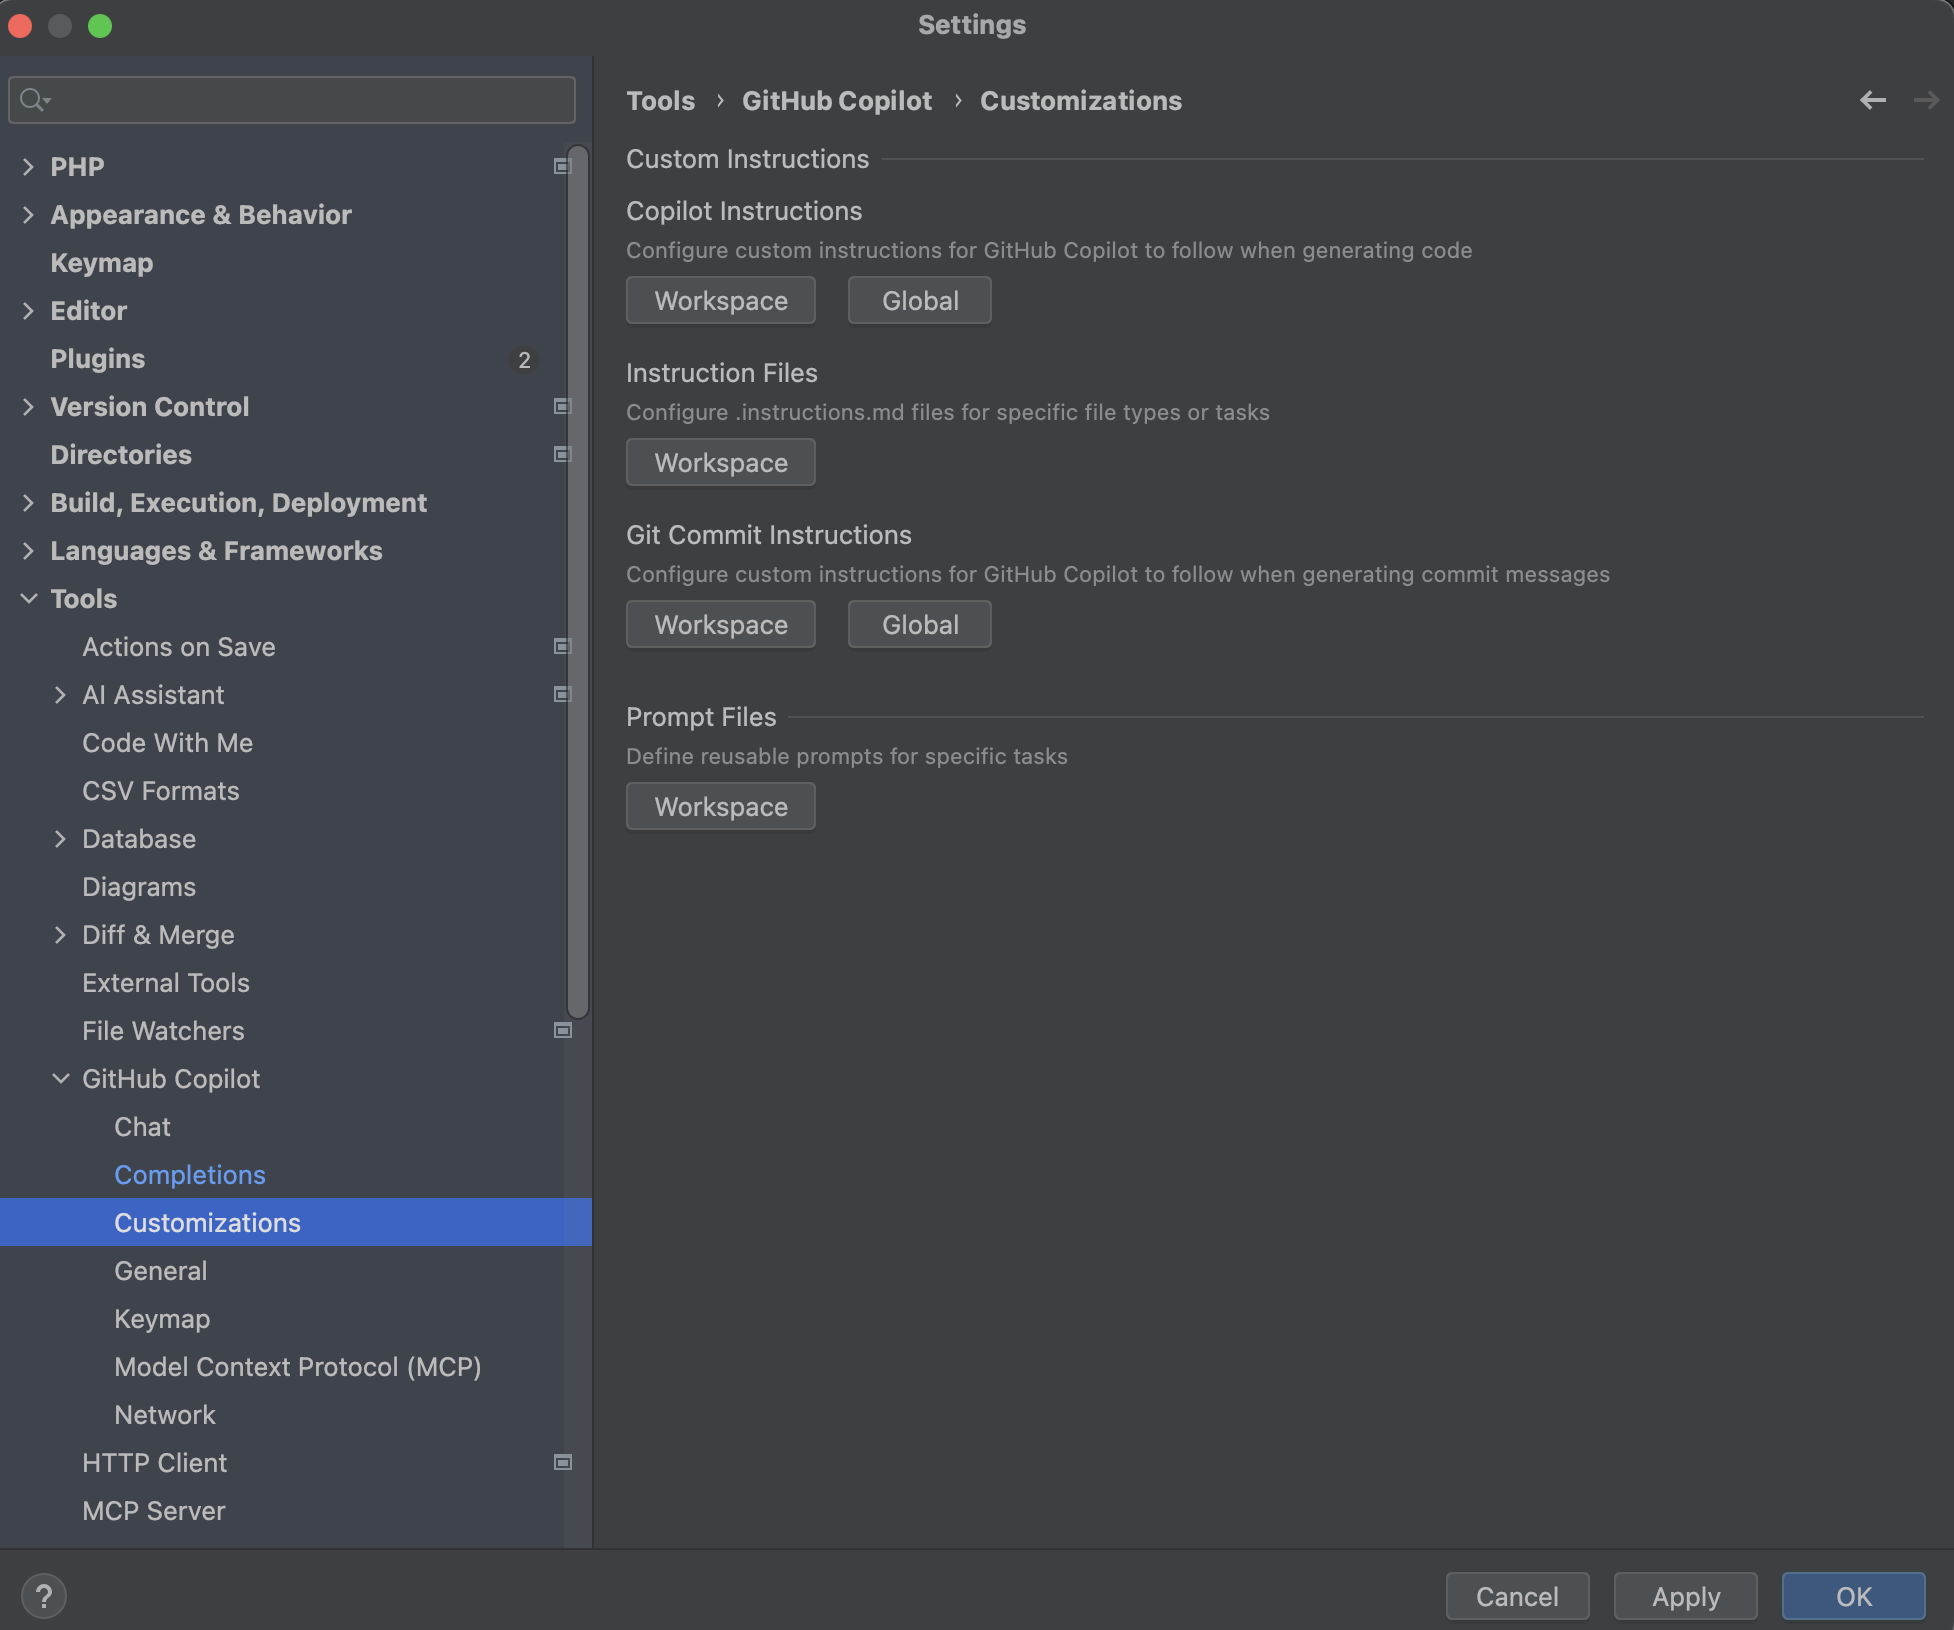 Settings
PHP
Appearance & Behavior
Keymap
Editor
Plugins 2
Version Control
Directories
Build, Execution, Deployment
Languages & Frameworks
Tools
Actions on Save
AI Assistant
Code With Me
CSV Formats
Database
Diagrams
Diff & Merge
External Tools
File Watchers
GitHub Copilot
Chat
Completions
Customizations
General
Keymap
Model Context Protocol (MCP)
Network
HTTP Client
MCP Server
Tools › GitHub Copilot › Customizations
Custom Instructions
Copilot Instructions
Configure custom instructions for GitHub Copilot to follow when generating code
Workspace Global
Instruction Files
Configure .instructions.md files for specific file types or tasks
Workspace
Git Commit Instructions
Configure custom instructions for GitHub Copilot to follow when generating commit messages
Workspace Global
Prompt Files
Define reusable prompts for specific tasks
Workspace
? Cancel Apply OK